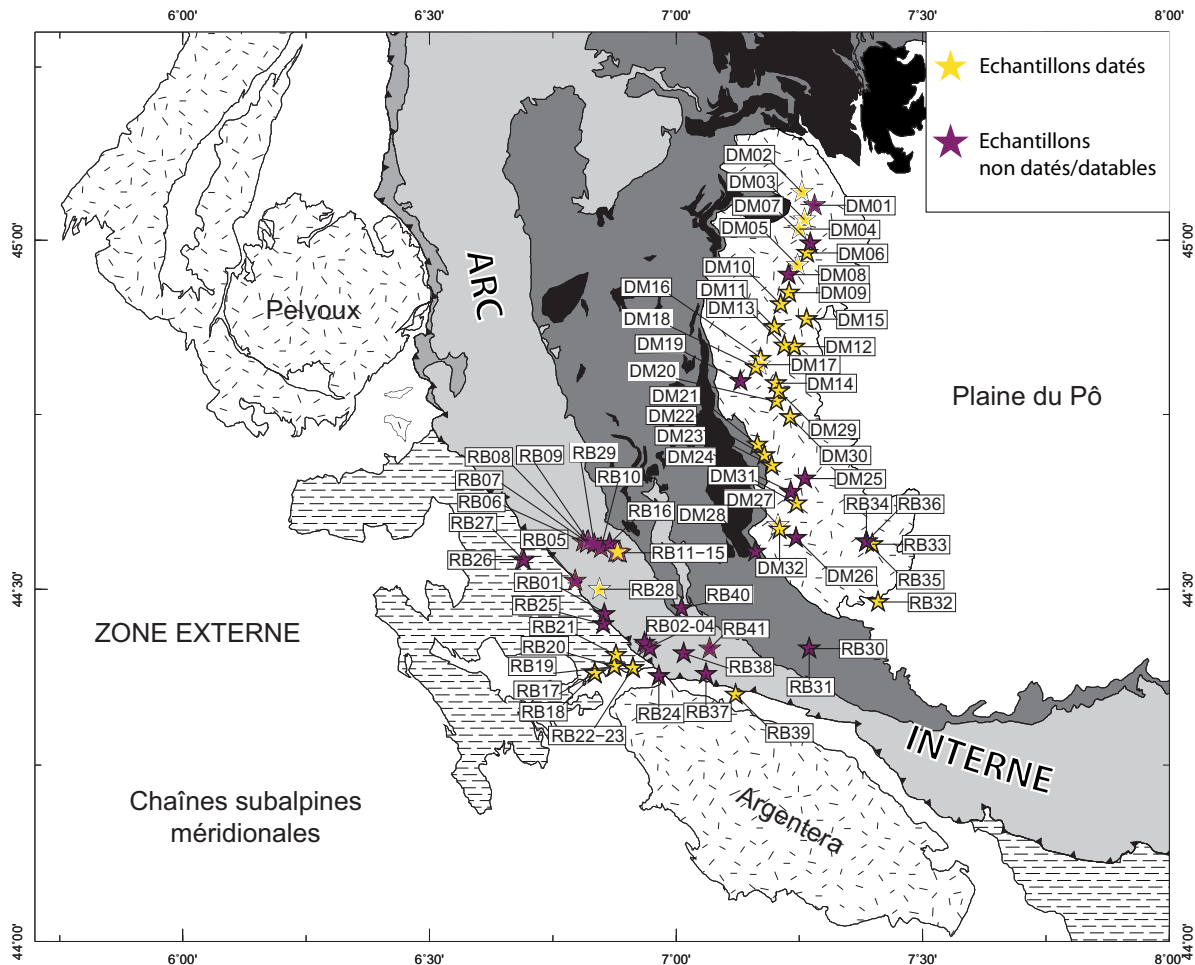 6°00'
6°30'
7°00'
7°30'
8°00'
Echantillons datés
Echantillons
non datés/datables
DM02
DM03
DM07
DM01
DM05
DM04
DM06
DM10
DM08
DM16
DM11
DM09
DM13
DM18
DM15
DM19
DM12
DM20
DM17
DM14
DM21
DM22
DM29
DM23
DM24
DM30
DM31
DM25
DM27
DM28
RB34
RB36
RB33
DM32
DM26
RB35
RB32
RB08
RB09
RB29
RB07
RB10
RB06
RB16
RB27
RB05
RB26
RB11-15
RB01
RB28
RB25
RB40
RB21
RB02-04
RB41
RB20
RB19
RB38
RB30
RB17
RB31
RB18
RB24
RB37
RB22-23
RB39
45°00'
45°00'
44°30'
44°30'
44°00'
44°00'
ARC
INTERNE
Pelvoux
Plaine du Pô
ZONE EXTERNE
Chaînes subalpines
méridionales
Argentera
6°00'
6°30'
7°00'
7°30'
8°00'